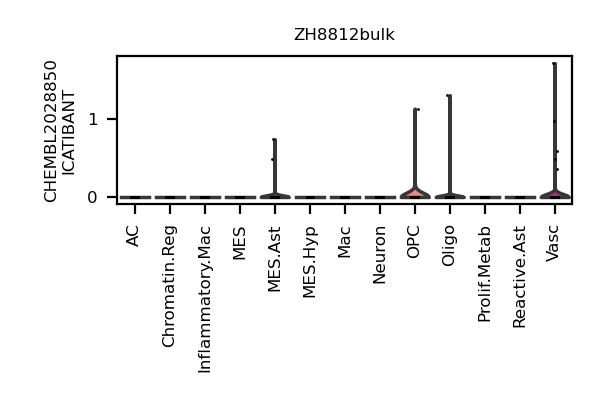 ZH8812bulk
CHEMBL2028850
ICATIBANT
1
0
AC
Chromatin.Reg
Inflammatory.Mac
MES
MES.Ast
MES.Hyp
Mac
Neuron
OPC
Oligo
Prolif.Metab
Reactive.Ast
Vasc